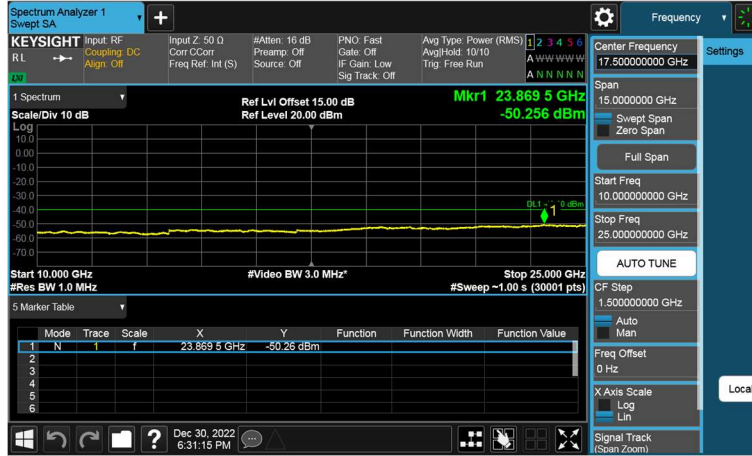 Spectrum Analyzer 1
Swept SA
Frequency
KEYSIGHT
RL
LXI
Input: RF
Coupling: DC
Align: Off
Input Z: 50 Ω
Corr CCorr
Freq Ref: Int (S)
#Atten: 16 dB
Preamp: Off
Source: Off
PNO: Fast
Gate: Off
IF Gain: Low
Sig Track: Off
Avg Type: Power (RMS)
Avg|Hold: 10/10
Trig: Free Run
1 2 3 4 5 6
A W W W W W
A N N N N N
1 Spectrum
Scale/Div 10 dB
Ref Lvl Offset 15.00 dB
Ref Level 20.00 dBm
Mkr1 23.869 5 GHz
-50.256 dBm
Log
10.0
0.00
-10.0
-20.0
-30.0
-40.0
-50.0
-60.0
-70.0
DL1 dBm
1
Start 10.000 GHz
#Res BW 1.0 MHz
#Video BW 3.0 MHz*
Stop 25.000 GHz
#Sweep ~1.00 s (30001 pts)
5 Marker Table
Mode Trace Scale X Y Function Function Width Function Value
1 N 1 f 23.869 5 GHz -50.26 dBm
2
3
4
5
6
Dec 30, 2022
6:31:15 PM
Center Frequency
17.500000000 GHz
Settings
Span
15.0000000 GHz
Swept Span
Zero Span
Full Span
Start Freq
10.000000000 GHz
Stop Freq
25.000000000 GHz
AUTO TUNE
CF Step
1.500000000 GHz
Auto
Man
Freq Offset
0 Hz
Local
X Axis Scale
Log
Lin
Signal Track
(Span Zoom)